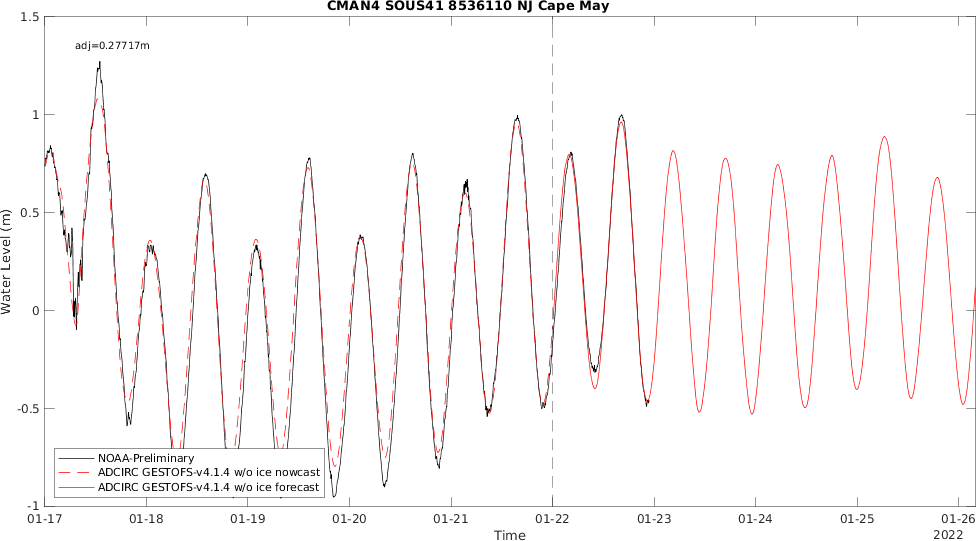 CMAN4 SOUS41 8536110 NJ Cape May
1.5
adj=0.27717m
1
0.5
0
-0.5
-1
Water Level (m)
NOAA-Preliminary
ADCIRC GESTOFS-v4.1.4 w/o ice nowcast
ADCIRC GESTOFS-v4.1.4 w/o ice forecast
01-17 01-18 01-19 01-20 01-21 01-22 01-23 01-24 01-25 01-26
Time
2022